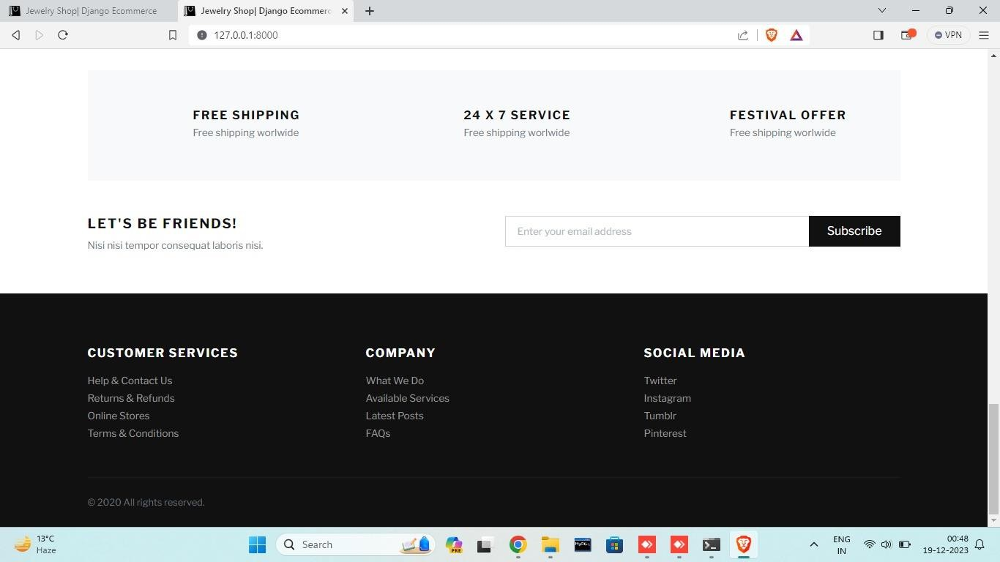 Jewelry Shop| Django Ecommerce
Jewelry Shop| Django Ecommerc
127.0.0.1:8000
VPN
FREE SHIPPING
Free shipping worlwide
24 X 7 SERVICE
Free shipping worlwide
FESTIVAL OFFER
Free shipping worlwide
LET'S BE FRIENDS!
Nisi nisi tempor consequat laboris nisi.
Enter your email address
Subscribe
CUSTOMER SERVICES
Help & Contact Us
Returns & Refunds
Online Stores
Terms & Conditions
COMPANY
What We Do
Available Services
Latest Posts
FAQs
SOCIAL MEDIA
Twitter
Instagram
Tumblr
Pinterest
© 2020 All rights reserved.
13°C
Haze
Search
PRE
MySQL
ENG
IN
00:48
19-12-2023